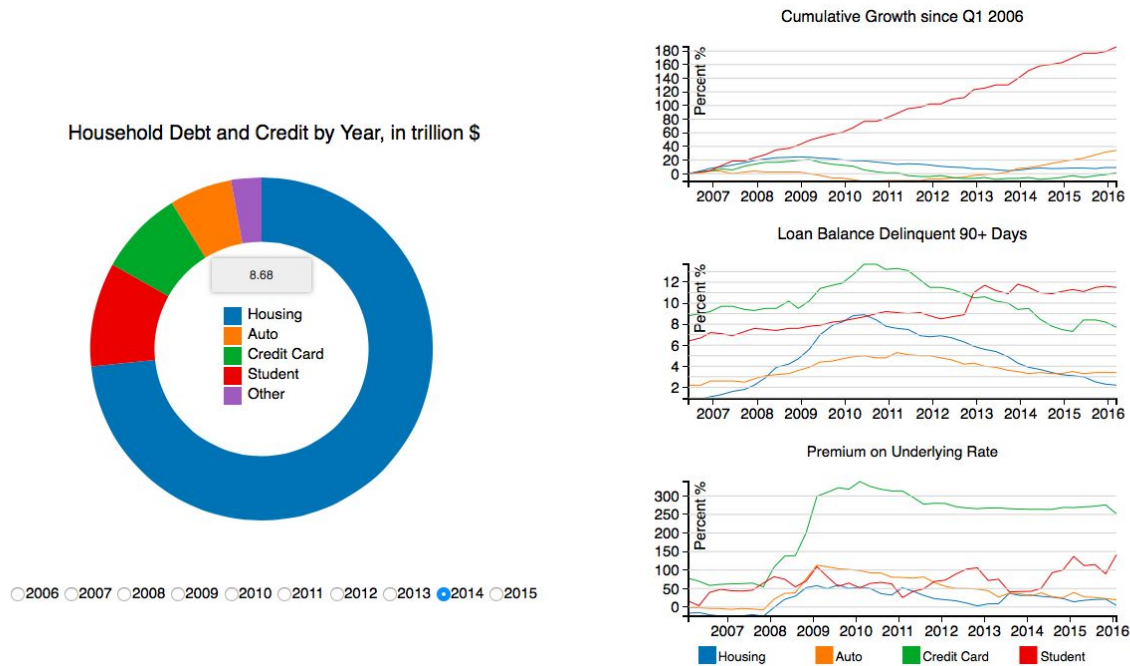 Household Debt and Credit by Year, in trillion $
8.68
Housing
Auto
Credit Card
Student
Other
2006 2007 2008 2009 2010 2011 2012 2013 2014 2015
Cumulative Growth since Q1 2006
Percent %
180
160
140
120
100
80
60
40
20
0
2007 2008 2009 2010 2011 2012 2013 2014 2015 2016
Loan Balance Delinquent 90+ Days
Percent %
12
10
8
6
4
2
2007 2008 2009 2010 2011 2012 2013 2014 2015 2016
Premium on Underlying Rate
Percent %
300
250
200
150
100
50
0
2007 2008 2009 2010 2011 2012 2013 2014 2015 2016
Housing Auto Credit Card Student